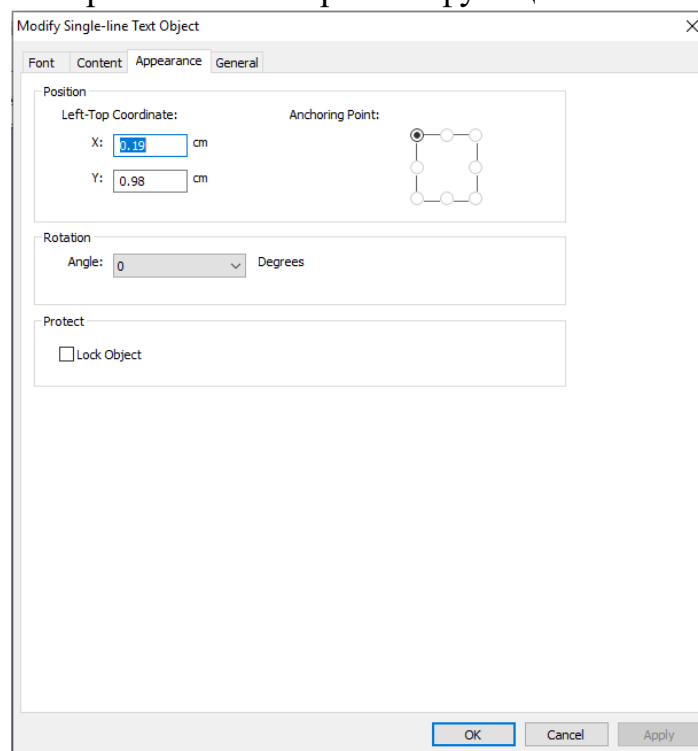 Modify Single-line Text Object
Font Content Appearance General
Position
Left-Top Coordinate: Anchoring Point:
X: 0.19 cm
Y: 0.98 cm
Rotation
Angle: 0 Degrees
Protect
Lock Object
OK Cancel Apply